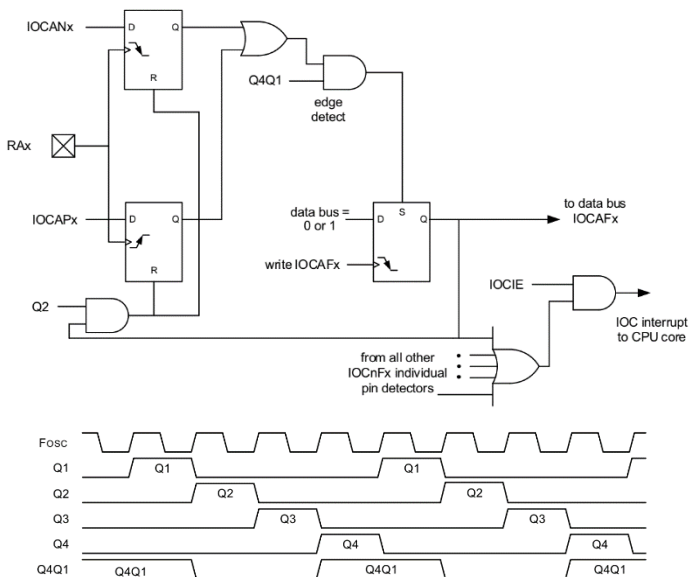 IOCANx
D
Q
R
Q4Q1
edge
detect
RAx
IOCAPx
D
Q
R
data bus =
0 or 1
D
S
Q
to data bus
IOCAFx
write IOCAFx
IOCIE
Q2
IOC interrupt
to CPU core
from all other
IOCnFx individual
pin detectors
Fosc
Q1
Q1
Q1
Q2
Q2
Q2
Q3
Q3
Q3
Q4
Q4
Q4
Q4Q1
Q4Q1
Q4Q1
Q4Q1